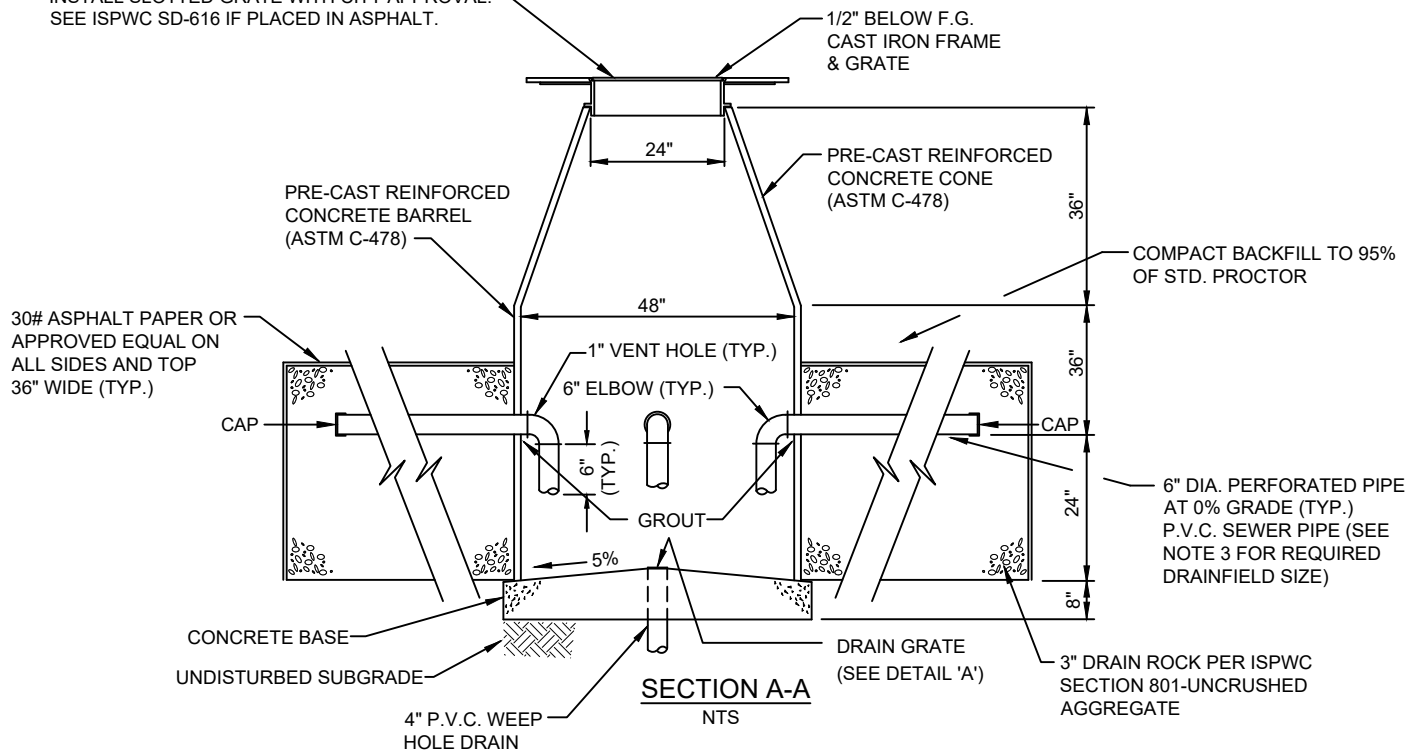 INSTALL SLOTTED GRATE WITH CITY APPROVAL.
SEE ISPWC SD-616 IF PLACED IN ASPHALT.
1/2" BELOW F.G.
CAST IRON FRAME
& GRATE
24"
PRE-CAST REINFORCED
CONCRETE CONE
(ASTM C-478)
36"
PRE-CAST REINFORCED
CONCRETE BARREL
(ASTM C-478)
COMPACT BACKFILL TO 95%
OF STD. PROCTOR
48"
30# ASPHALT PAPER OR
APPROVED EQUAL ON
ALL SIDES AND TOP
36" WIDE (TYP.)
1" VENT HOLE (TYP.)
6" ELBOW (TYP.)
36"
CAP
CAP
6"
(TYP.)
24"
6" DIA. PERFORATED PIPE
AT 0% GRADE (TYP.)
P.V.C. SEWER PIPE (SEE
NOTE 3 FOR REQUIRED
DRAINFIELD SIZE)
GROUT
5%
8"
CONCRETE BASE
UNDISTURBED SUBGRADE
DRAIN GRATE
(SEE DETAIL 'A')
3" DRAIN ROCK PER ISPWC
SECTION 801-UNCRUSHED
AGGREGATE
SECTION A-A
NTS
4" P.V.C. WEEP
HOLE DRAIN